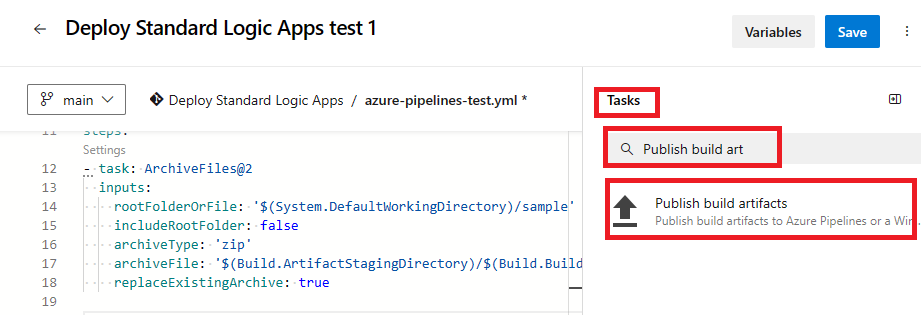 Deploy Standard Logic Apps test 1
Variables
Save
main
Deploy Standard Logic Apps / azure-pipelines-test.yml *
11 steps:
Settings
12 - task: ArchiveFiles@2
13 inputs:
14 rootFolderOrFile: '$(System.DefaultWorkingDirectory)/sample'
15 includeRootFolder: false
16 archiveType: 'zip'
17 archiveFile: '$(Build.ArtifactStagingDirectory)/$(Build.Build
18 replaceExistingArchive: true
19
Tasks
Publish build art
Publish build artifacts
Publish build artifacts to Azure Pipelines or a Win...